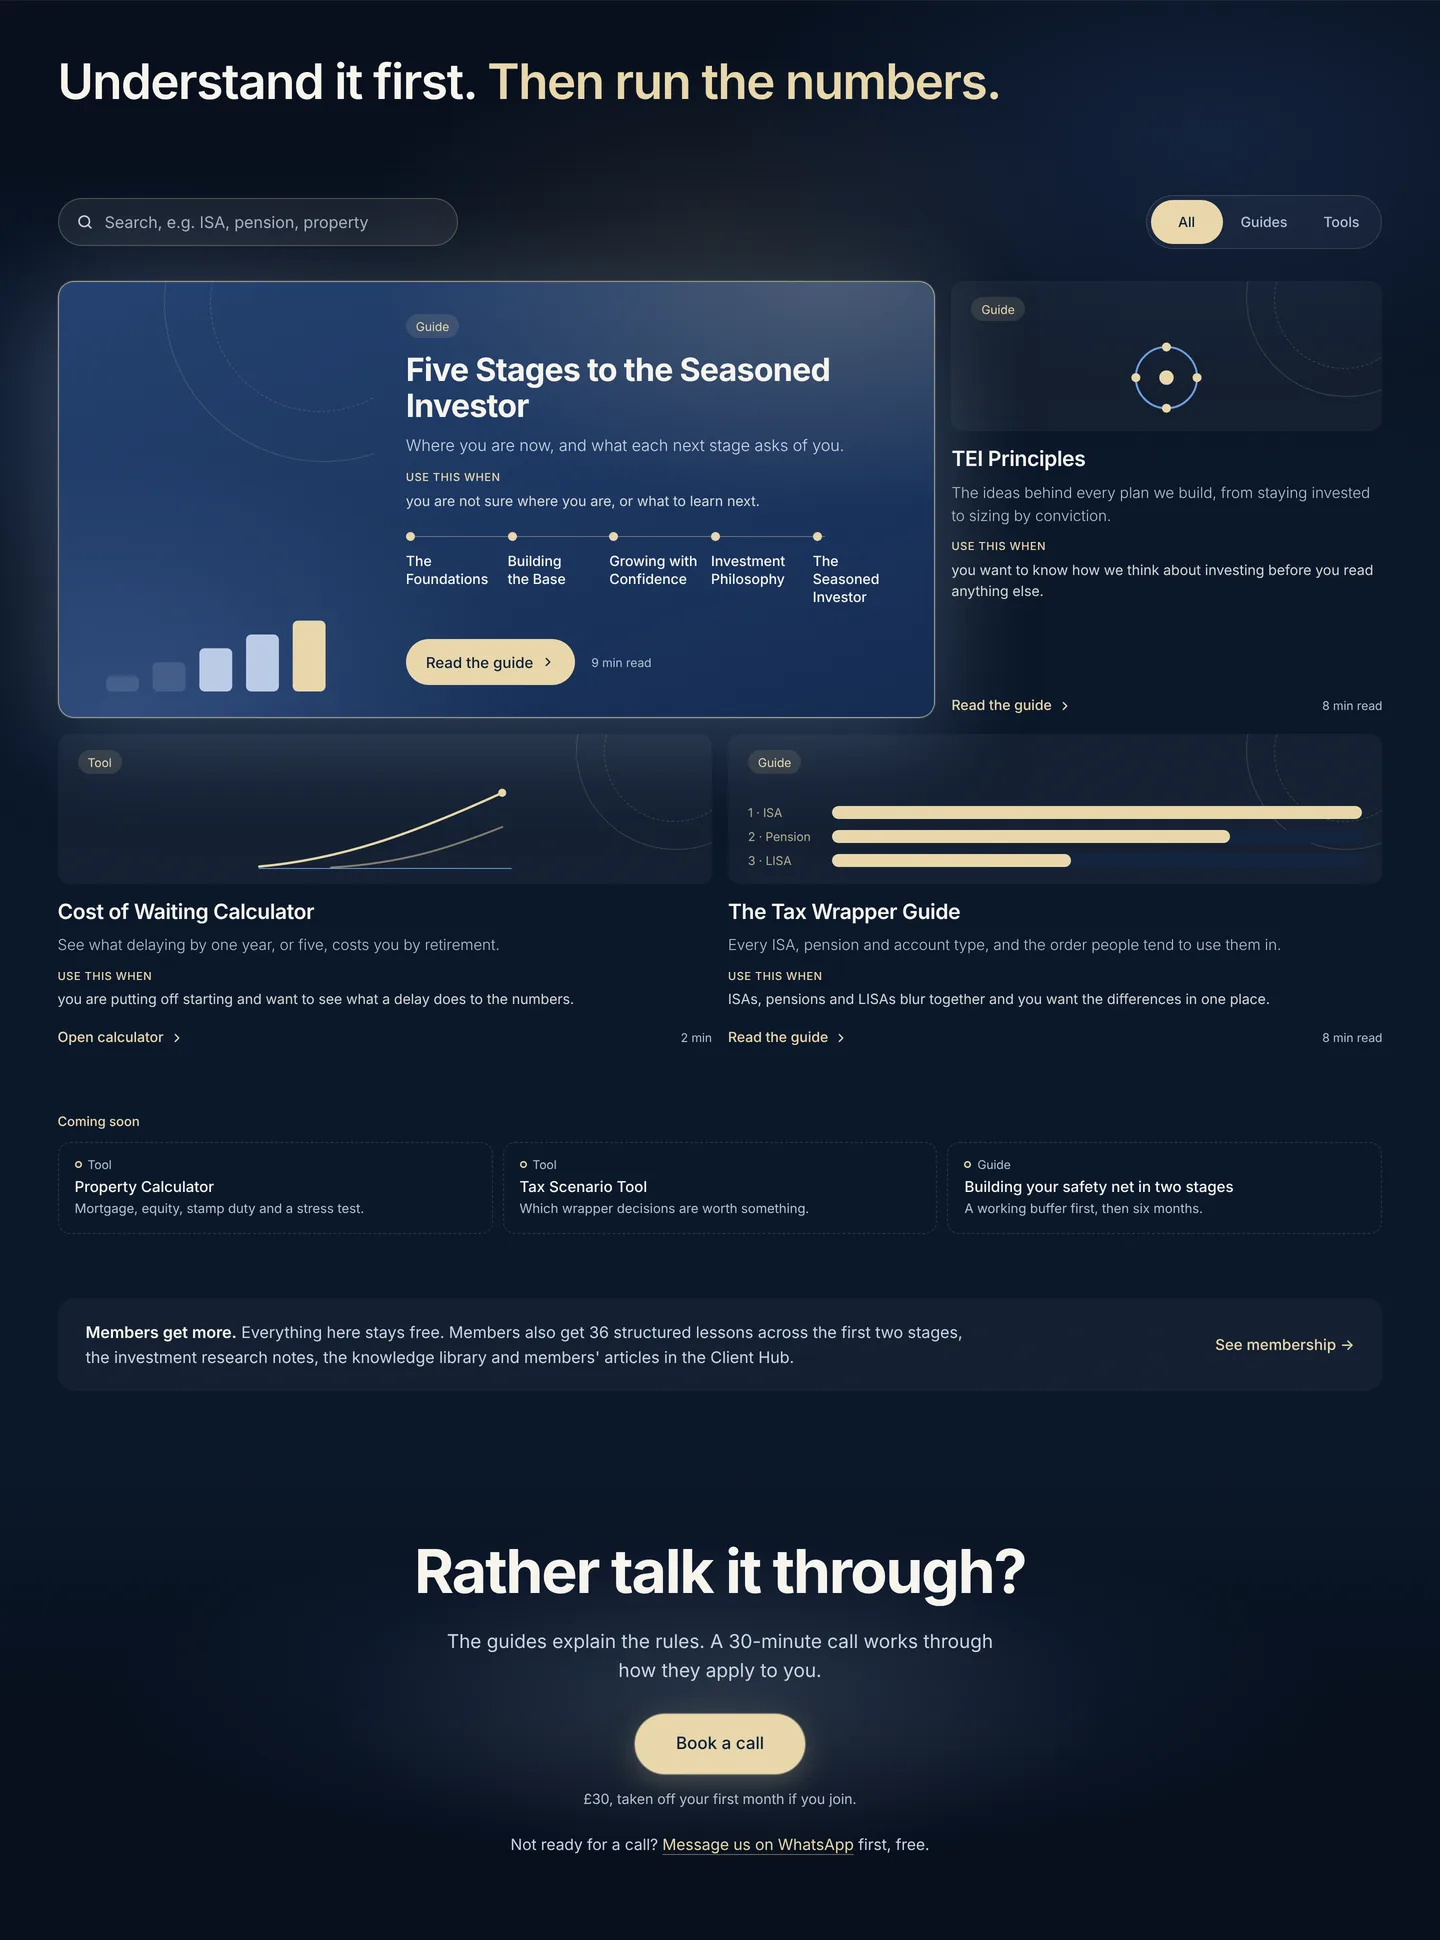 Understand it first. Then run the numbers.
Search, e.g. ISA, pension, property
All
Guides
Tools
Guide
Five Stages to the Seasoned
Investor
Where you are now, and what each next stage asks of you.
USE THIS WHEN
you are not sure where you are, or what to learn next.
The
Foundations
Building
the Base
Growing with
Confidence
Investment
Philosophy
The
Seasoned
Investor
Read the guide
9 min read
Guide
TEI Principles
The ideas behind every plan we build, from staying invested
to sizing by conviction.
USE THIS WHEN
you want to know how we think about investing before you read
anything else.
Read the guide
8 min read
Tool
Cost of Waiting Calculator
See what delaying by one year, or five, costs you by retirement.
USE THIS WHEN
you are putting off starting and want to see what a delay does to the numbers.
Open calculator
2 min
Guide
1 · ISA
2 · Pension
3 · LISA
The Tax Wrapper Guide
Every ISA, pension and account type, and the order people tend to use them in.
USE THIS WHEN
ISAs, pensions and LISAs blur together and you want the differences in one place.
Read the guide
8 min read
Coming soon
Tool
Property Calculator
Mortgage, equity, stamp duty and a stress test.
Tool
Tax Scenario Tool
Which wrapper decisions are worth something.
Guide
Building your safety net in two stages
A working buffer first, then six months.
Members get more. Everything here stays free. Members also get 36 structured lessons across the first two stages,
the investment research notes, the knowledge library and members' articles in the Client Hub.
See membership →
Rather talk it through?
The guides explain the rules. A 30-minute call works through
how they apply to you.
Book a call
£30, taken off your first month if you join.
Not ready for a call? Message us on WhatsApp first, free.